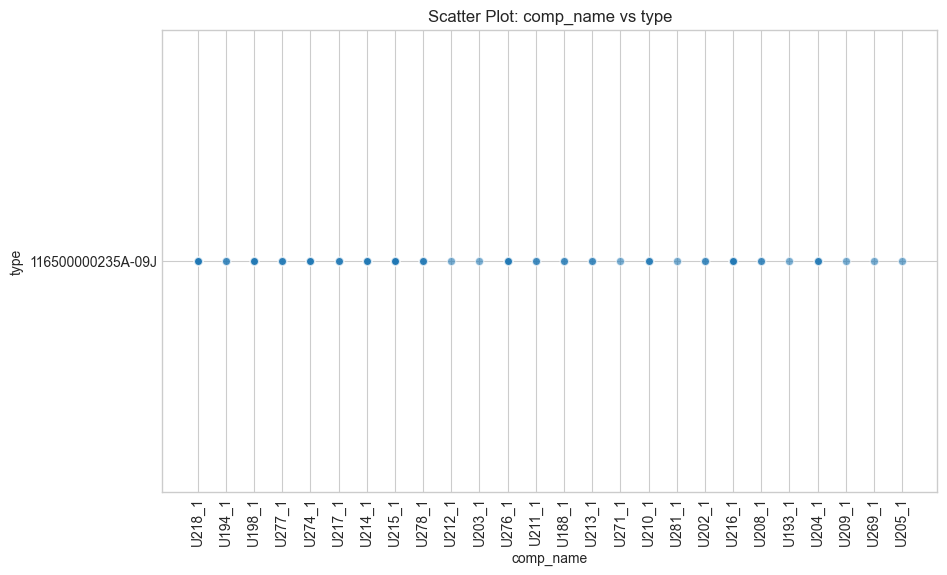 Scatter Plot: comp_name vs type
type
116500000235A-09J
U218_1
U194_1
U198_1
U277_1
U274_1
U217_1
U214_1
U215_1
U278_1
U212_1
U203_1
U276_1
U211_1
U188_1
U213_1
U271_1
U210_1
U281_1
U202_1
U216_1
U208_1
U193_1
U204_1
U209_1
U269_1
U205_1
comp_name